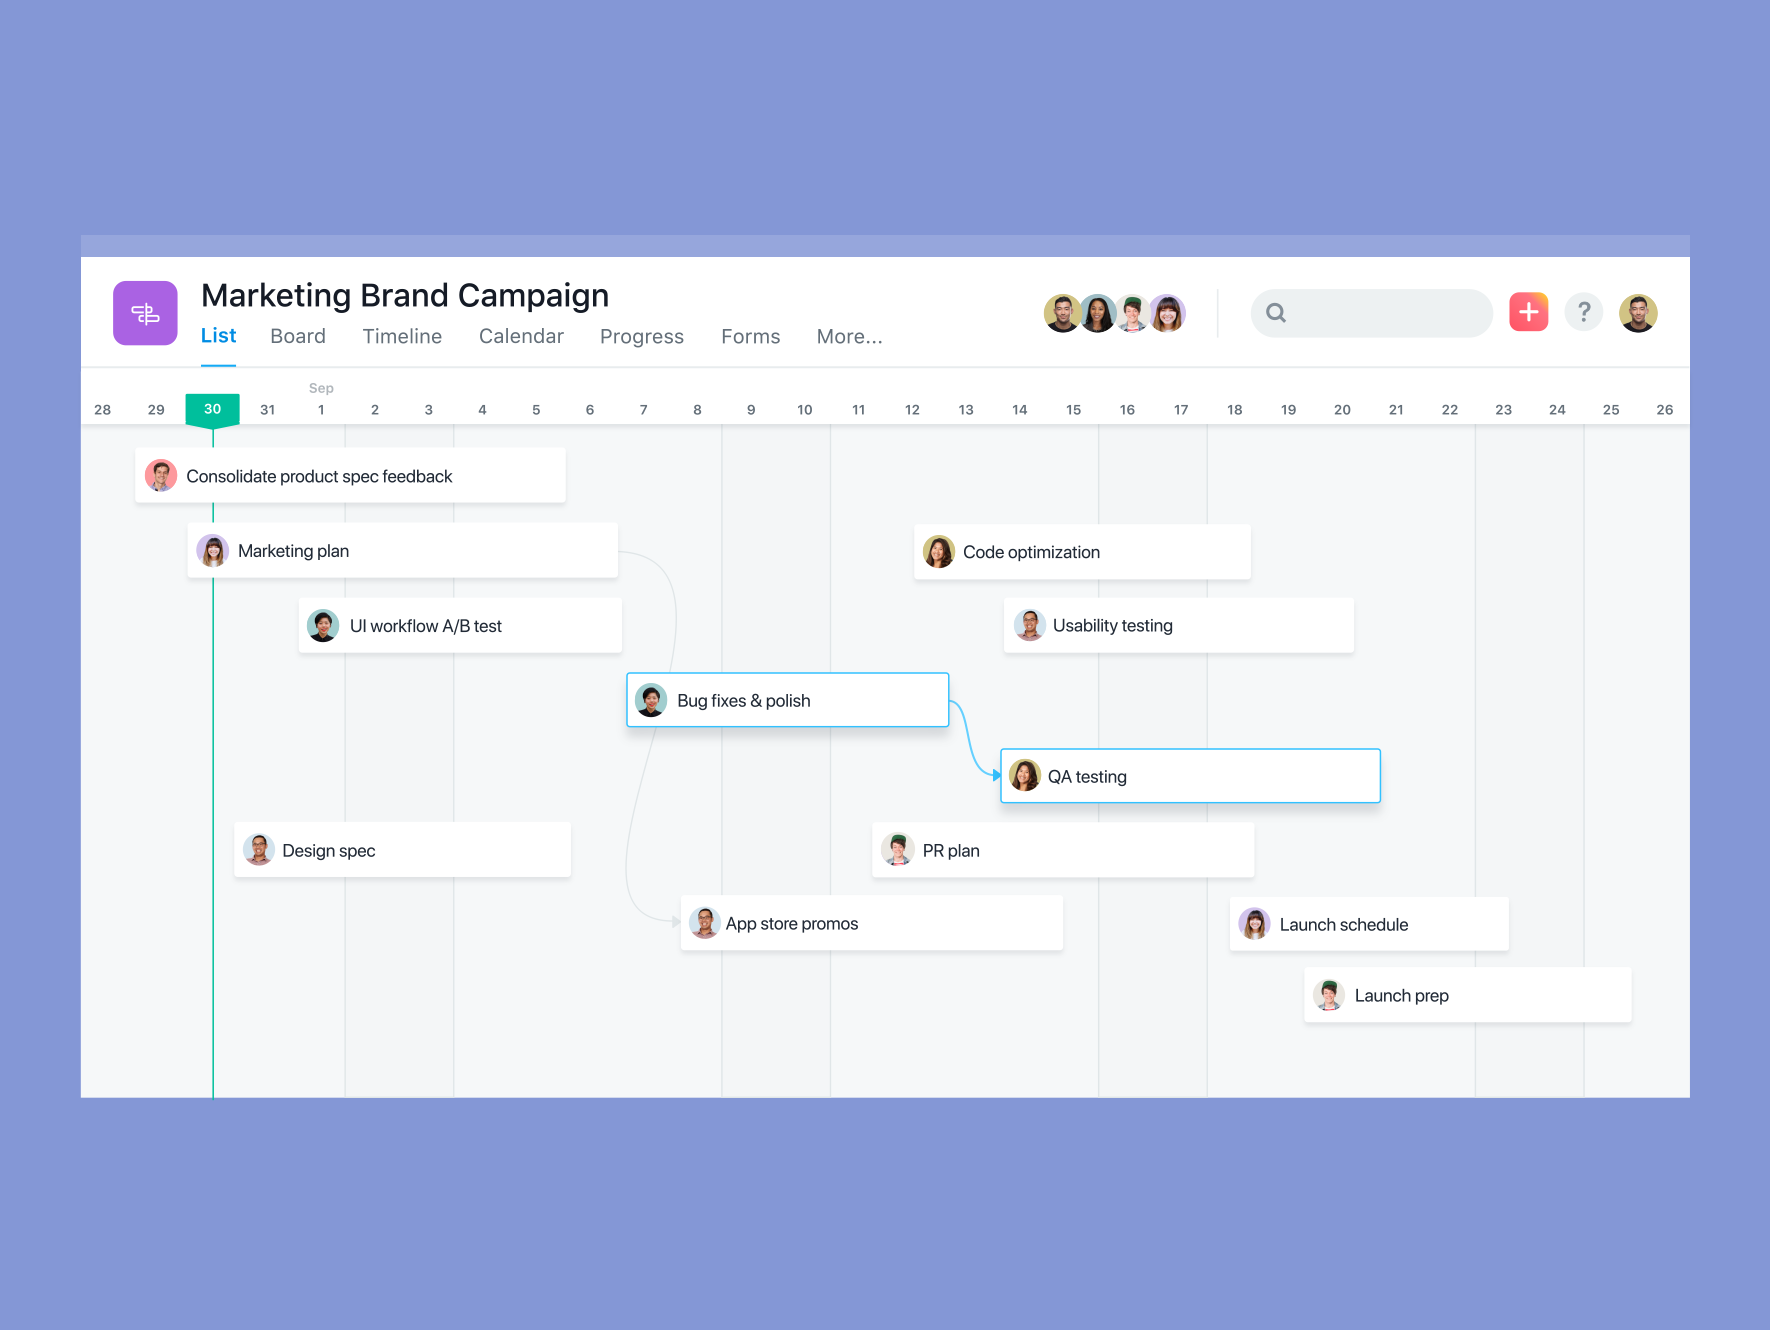 Marketing Brand Campaign
List Board Timeline Calendar Progress Forms More...
?
Sep
28 29 30 31 1 2 3 4 5 6 7 8 9 10 11 12 13 14 15 16 17 18 19 20 21 22 23 24 25 26
Consolidate product spec feedback
Marketing plan
Code optimization
UI workflow A/B test
Usability testing
Bug fixes & polish
QA testing
Design spec
PR plan
App store promos
Launch schedule
Launch prep